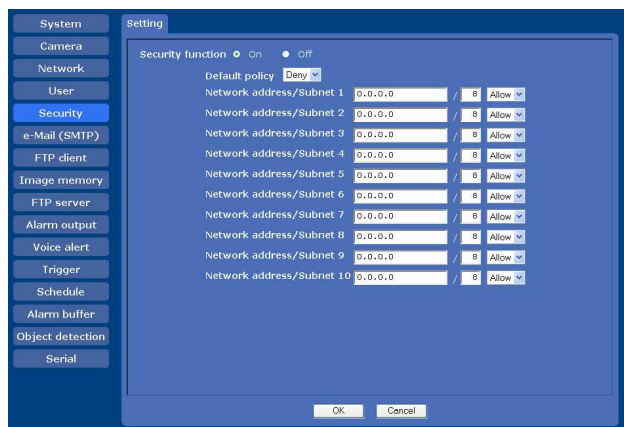 System
Camera
Network
User
Security
e-Mail (SMTP)
FTP client
Image memory
FTP server
Alarm output
Voice alert
Trigger
Schedule
Alarm buffer
Object detection
Serial
Setting
Security function On Off
Default policy Deny
Network address/Subnet 1 0.0.0.0 / 8 Allow
Network address/Subnet 2 0.0.0.0 / 8 Allow
Network address/Subnet 3 0.0.0.0 / 8 Allow
Network address/Subnet 4 0.0.0.0 / 8 Allow
Network address/Subnet 5 0.0.0.0 / 8 Allow
Network address/Subnet 6 0.0.0.0 / 8 Allow
Network address/Subnet 7 0.0.0.0 / 8 Allow
Network address/Subnet 8 0.0.0.0 / 8 Allow
Network address/Subnet 9 0.0.0.0 / 8 Allow
Network address/Subnet 10 0.0.0.0 / 8 Allow
OK Cancel